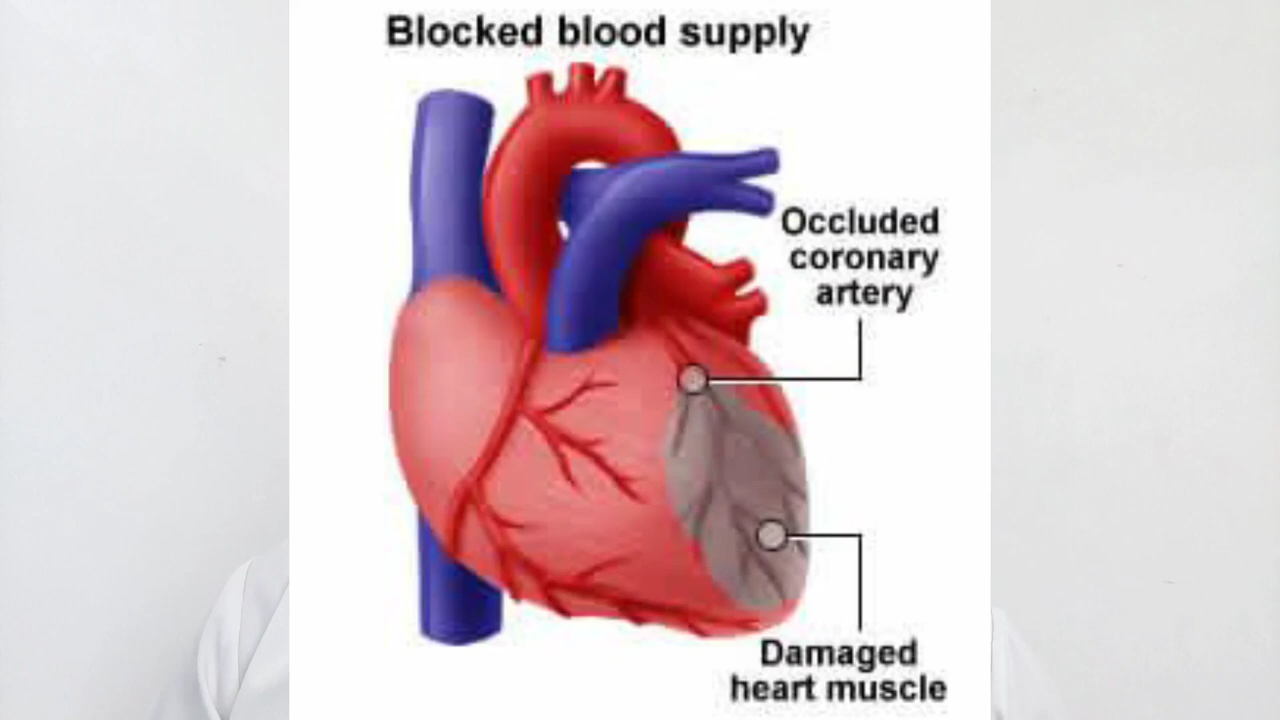 Blocked blood supply
Occluded
coronary
artery
Damaged
heart muscle